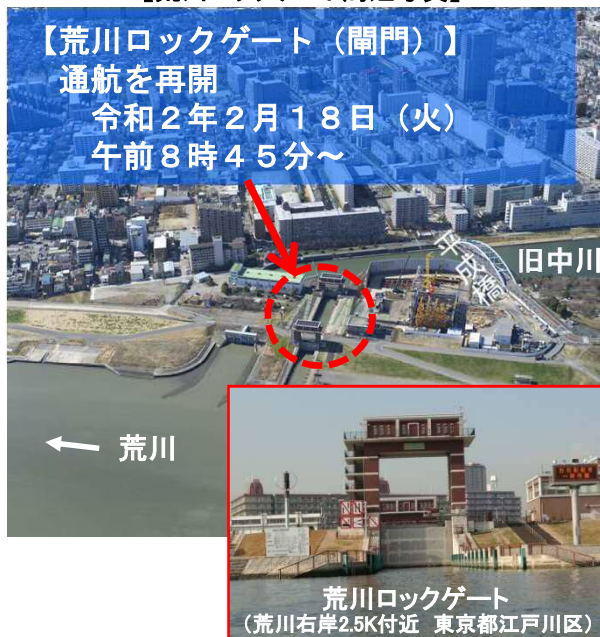 【荒川ロックゲート（閘門）】
通航を再開
令和２年２月１８日（火）
午前８時４５分～
平成橋
旧中川
荒川
荒川ロックゲート
（荒川右岸2.5K付近 東京都江戸川区）